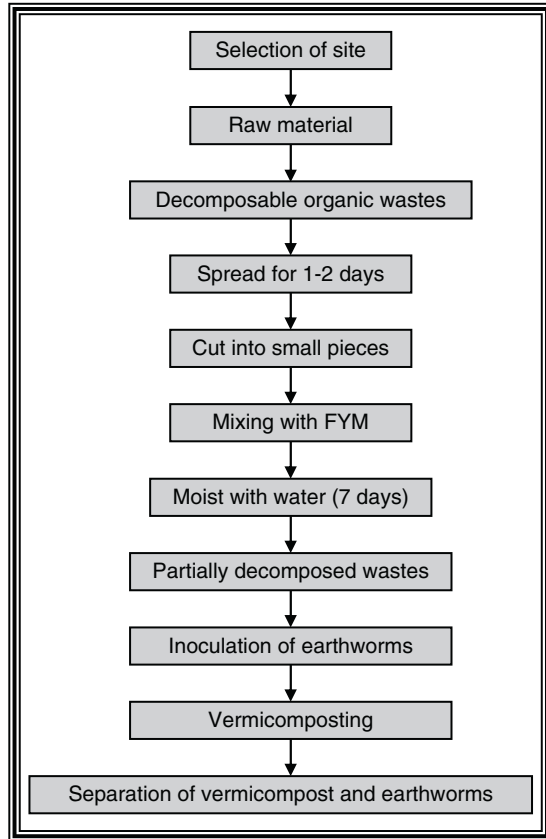 Selection of site
Raw material
Decomposable organic wastes
Spread for 1-2 days
Cut into small pieces
Mixing with FYM
Moist with water (7 days)
Partially decomposed wastes
Inoculation of earthworms
Vermicomposting
Separation of vermicompost and earthworms